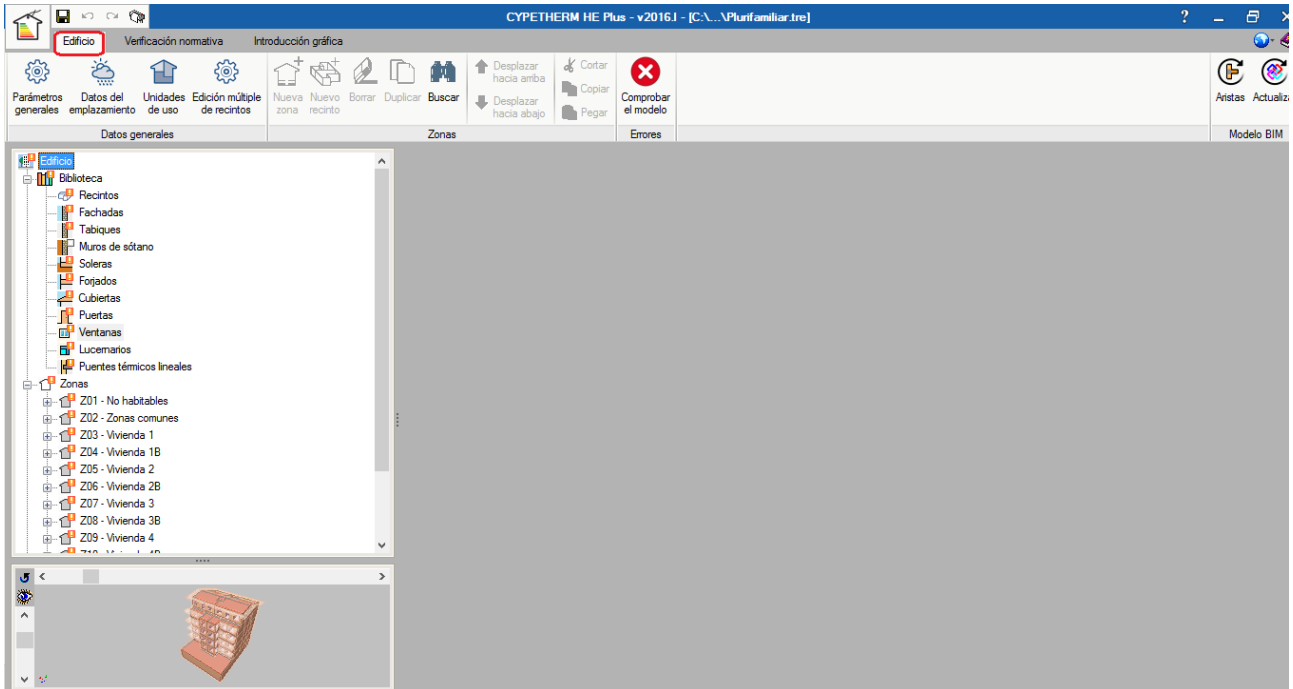 CYPETHERM HE Plus - v2016.I - [C:\...\Plurifamiliar.tre]
?
Edificio
Verificación normativa
Introducción gráfica
Parámetros generales
Datos del emplazamiento
Unidades de uso
Edición múltiple de recintos
Nueva zona
Nuevo recinto
Borrar
Duplicar
Buscar
Desplazar hacia arriba
Desplazar hacia abajo
Cortar
Copiar
Pegar
Comprobar el modelo
Aristas
Actualiza
Datos generales
Zonas
Errores
Modelo BIM
Edificio
Biblioteca
Recintos
Fachadas
Tabiques
Muros de sótano
Soleras
Forjados
Cubiertas
Puertas
Ventanas
Lucernarios
Puentes térmicos lineales
Zonas
Z01 - No habitables
Z02 - Zonas comunes
Z03 - Vivienda 1
Z04 - Vivienda 1B
Z05 - Vivienda 2
Z06 - Vivienda 2B
Z07 - Vivienda 3
Z08 - Vivienda 3B
Z09 - Vivienda 4